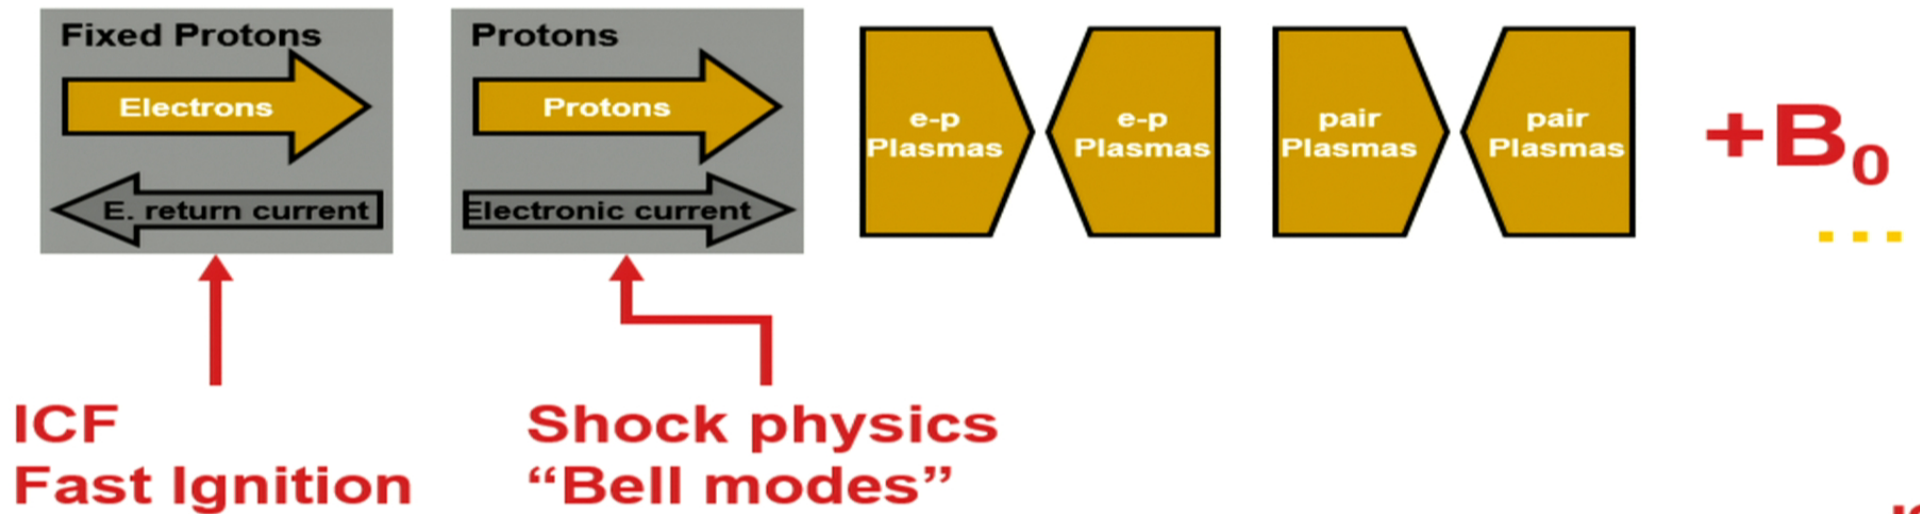 Fixed Protons
Electrons
E. return current
Protons
Protons
Electronic current
e-p
Plasmas
e-p
Plasmas
pair
Plasmas
pair
Plasmas
+B₀
...
ICF
Fast Ignition
Shock physics
“Bell modes”